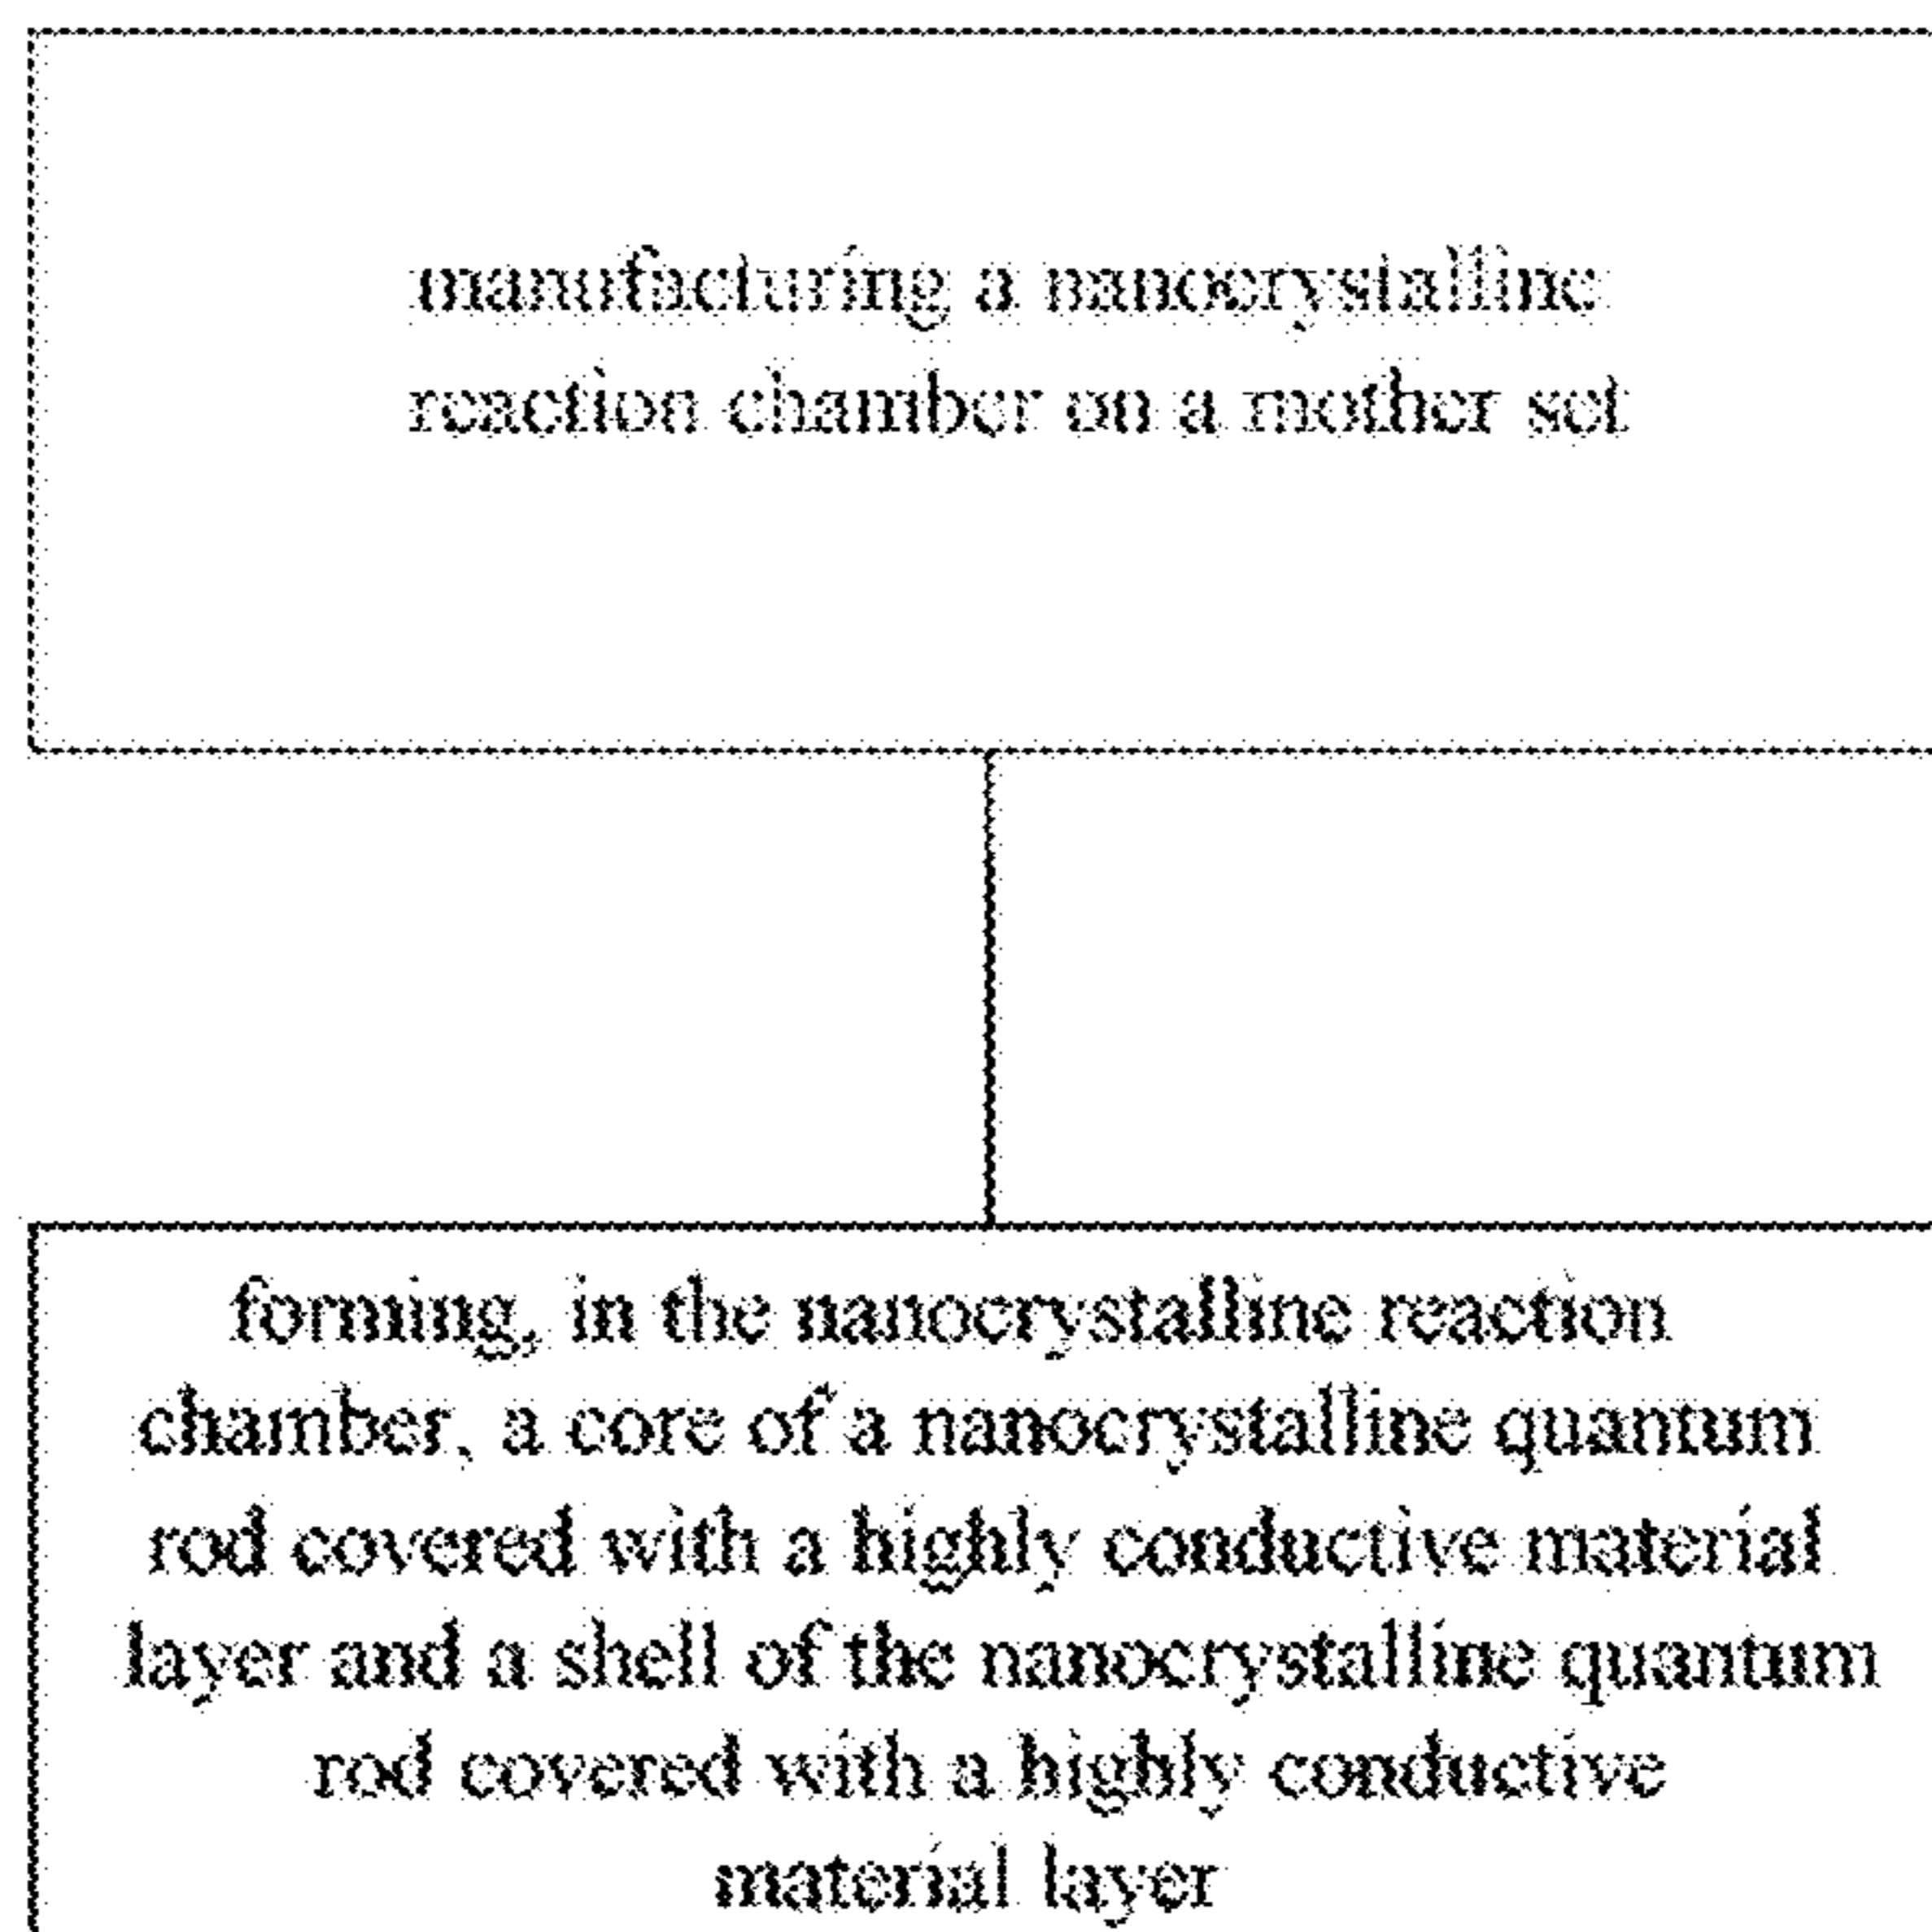 manufacturing a nanocrystalline
reaction chamber on a mother set
forming, in the nanocrystalline reaction
chamber, a core of a nanocrystalline quantum
rod covered with a highly conductive material
layer and a shell of the nanocrystalline quantum
rod covered with a highly conductive
material layer